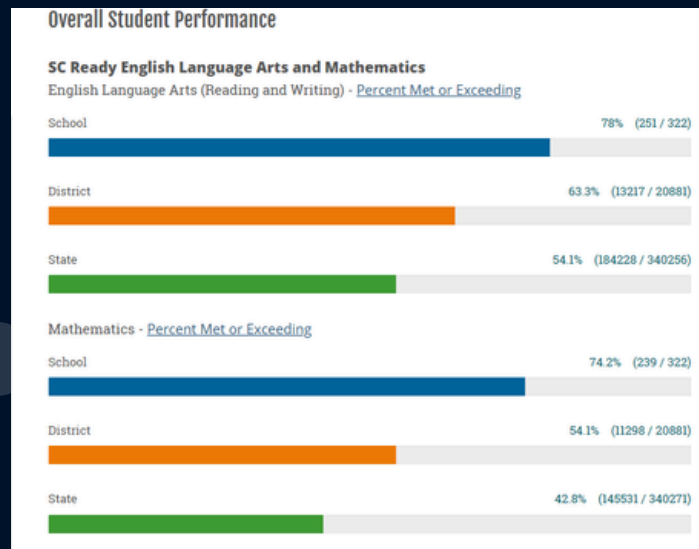 Overall Student Performance
SC Ready English Language Arts and Mathematics
English Language Arts (Reading and Writing) - Percent Met or Exceeding
School 78% (251 / 322)
District 63.3% (13217 / 20881)
State 54.1% (184228 / 340256)
Mathematics - Percent Met or Exceeding
School 74.2% (239 / 322)
District 54.1% (11298 / 20881)
State 42.8% (145531 / 340271)